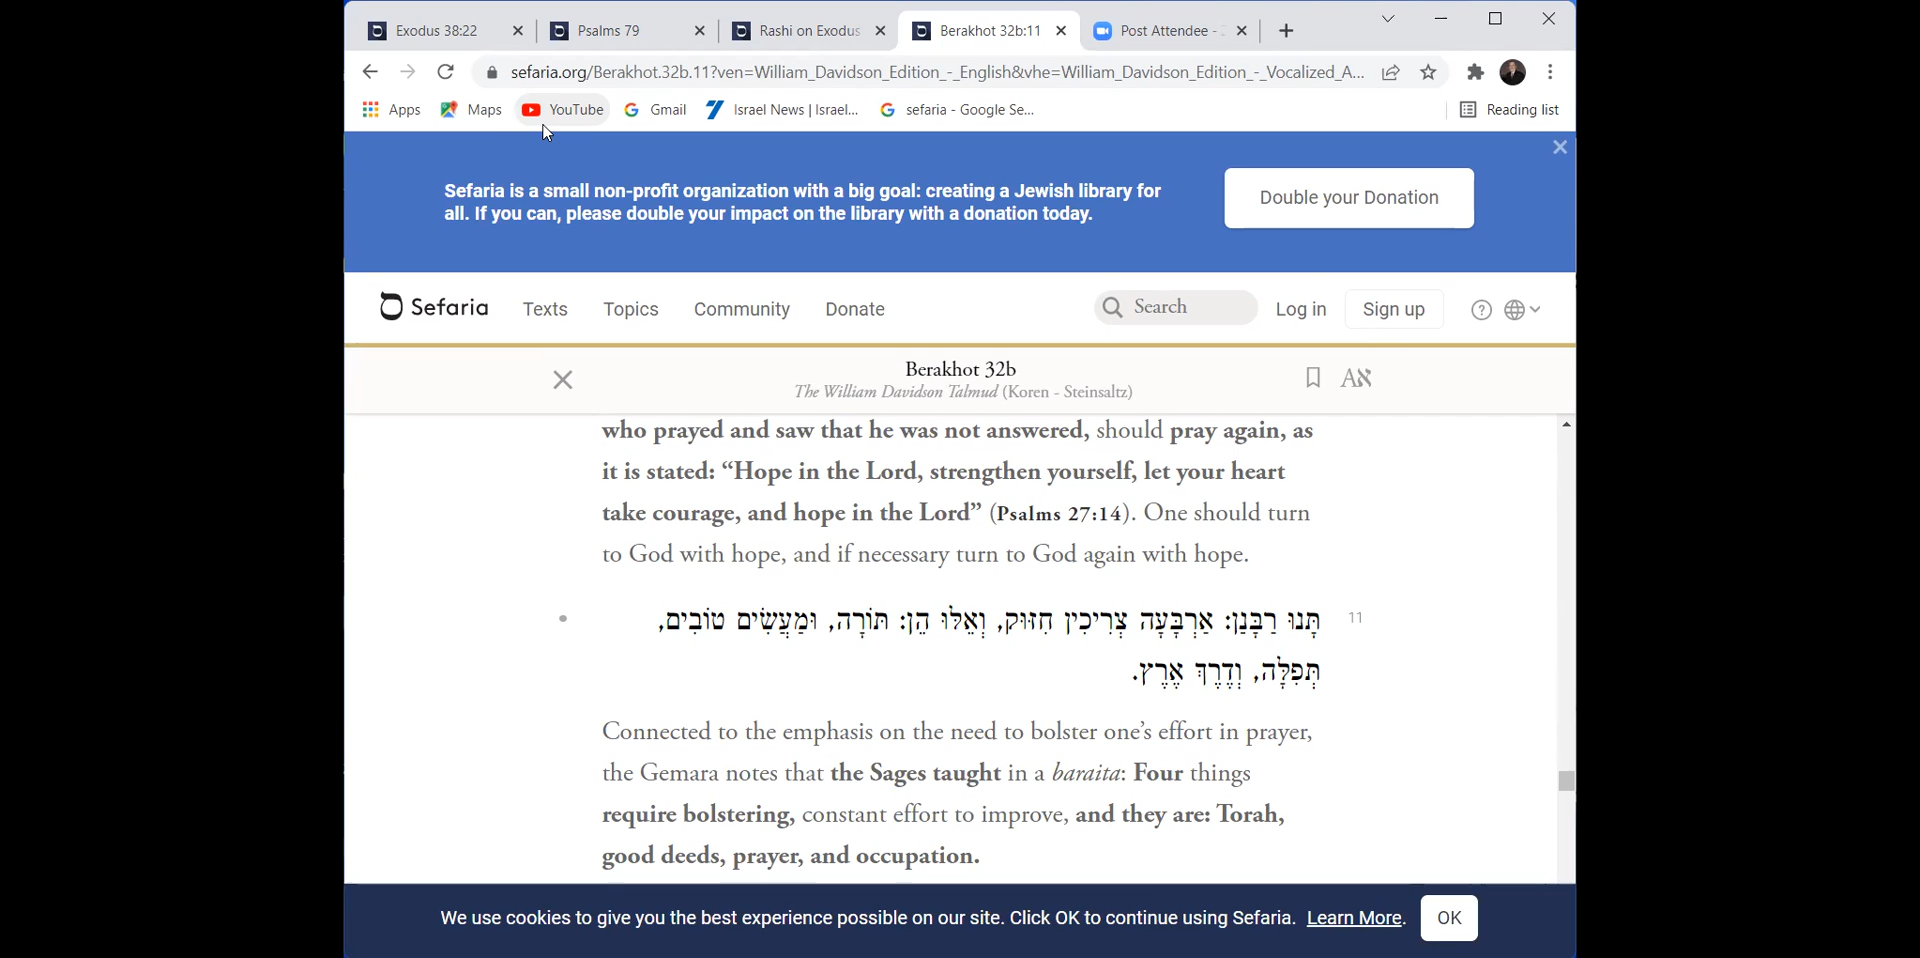 Exodus 38:22
Psalms 79
Rashi on Exodus
Berakhot 32b:11
Post Attendee -
sefaria.org/Berakhot.32b.11?ven=William_Davidson_Edition_-_English&vhe=William_Davidson_Edition_-_Vocalized_A...
Apps
Maps
YouTube
Gmail
Israel News | Israel...
sefaria - Google Se...
Reading list
Sefaria is a small non-profit organization with a big goal: creating a Jewish library for
all. If you can, please double your impact on the library with a donation today.
Double your Donation
Sefaria
Texts
Topics
Community
Donate
Search
Log in
Sign up
Berakhot 32b
The William Davidson Talmud (Koren - Steinsaltz)
who prayed and saw that he was not answered, should pray again, as
it is stated: “Hope in the Lord, strengthen yourself, let your heart
take courage, and hope in the Lord” (Psalms 27:14). One should turn
to God with hope, and if necessary turn to God again with hope.
תָּנוּ רַבָּנַן: אַרְבָּעָה צְרִיכִין חִזּוּק, וְאֵלּוּ הֵן: תּוֹרָה, וּמַעֲשִׂים טוֹבִים,
11
תְּפִלָּה, וְדֶרֶךְ אֶרֶץ.
Connected to the emphasis on the need to bolster one’s effort in prayer,
the Gemara notes that the Sages taught in a baraita: Four things
require bolstering, constant effort to improve, and they are: Torah,
good deeds, prayer, and occupation.
We use cookies to give you the best experience possible on our site. Click OK to continue using Sefaria. Learn More.
OK